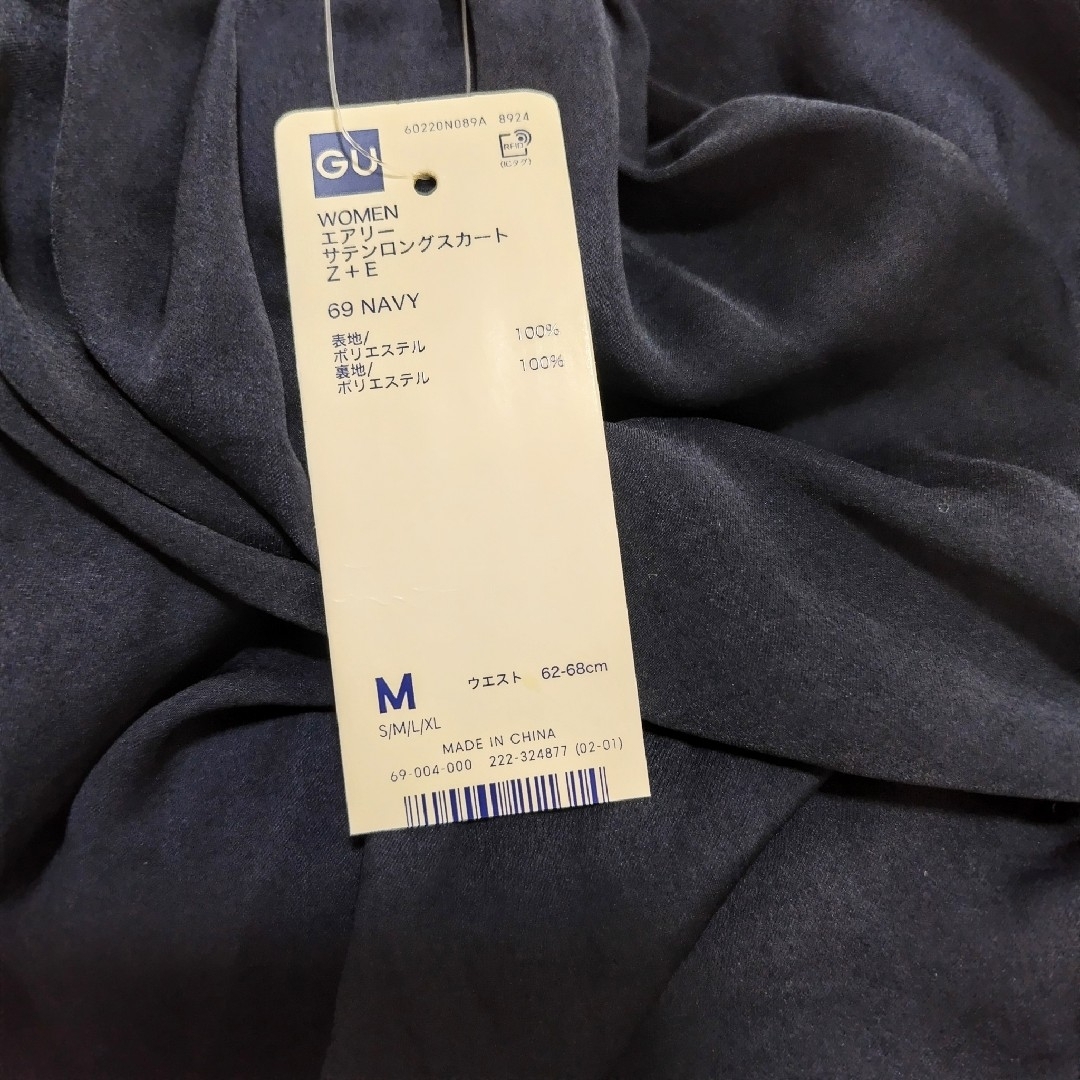 60220N089A 8924
GU
RFID
(ICタグ)
WOMEN
エアリー
サテンロングスカート
Z+E
69 NAVY
表地/
ポリエステル 100%
裏地/
ポリエステル 100%
M ウエスト 62-68cm
S/M/L/XL
MADE IN CHINA
69-004-000 222-324877 (02-01)